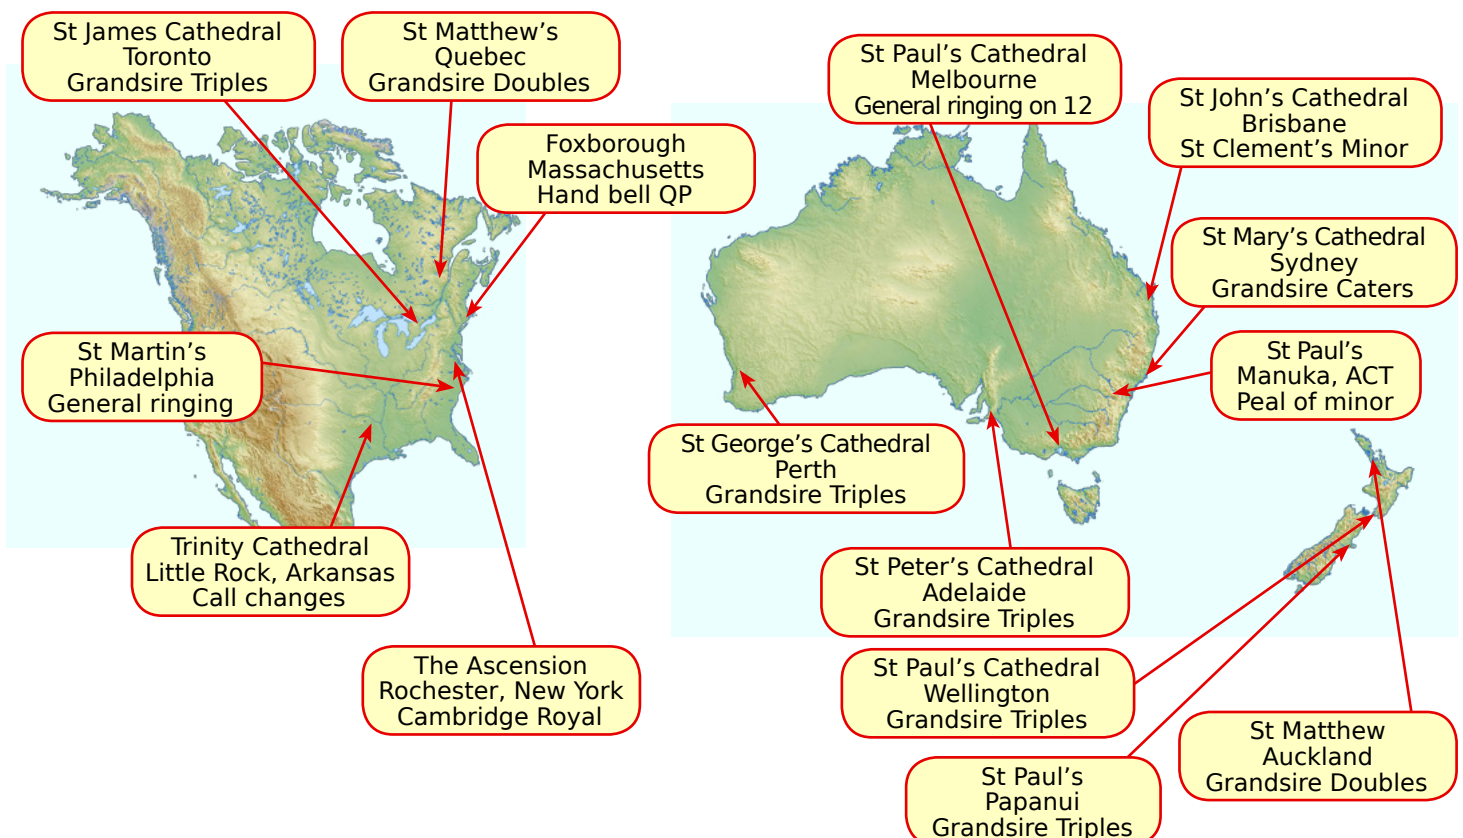 St James Cathedral
Toronto
Grandsire Triples
St Matthew’s
Quebec
Grandsire Doubles
Foxborough
Massachusetts
Hand bell QP
St Martin’s
Philadelphia
General ringing
Trinity Cathedral
Little Rock, Arkansas
Call changes
The Ascension
Rochester, New York
Cambridge Royal
St Paul’s Cathedral
Melbourne
General ringing on 12
St John’s Cathedral
Brisbane
St Clement’s Minor
St Mary’s Cathedral
Sydney
Grandsire Caters
St Paul’s
Manuka, ACT
Peal of minor
St George’s Cathedral
Perth
Grandsire Triples
St Peter’s Cathedral
Adelaide
Grandsire Triples
St Paul’s Cathedral
Wellington
Grandsire Triples
St Matthew
Auckland
Grandsire Doubles
St Paul’s
Papanui
Grandsire Triples